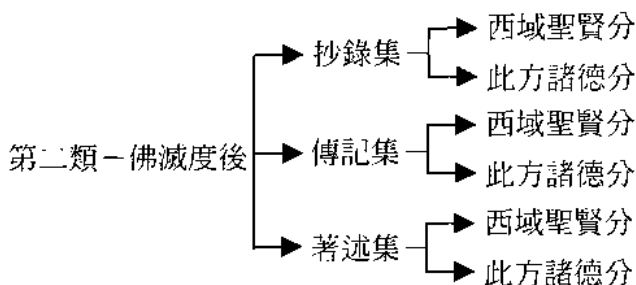 西域聖賢分
抄錄集
此方諸德分
西域聖賢分
第二類－佛滅度後
傳記集
此方諸德分
西域聖賢分
著述集
此方諸德分